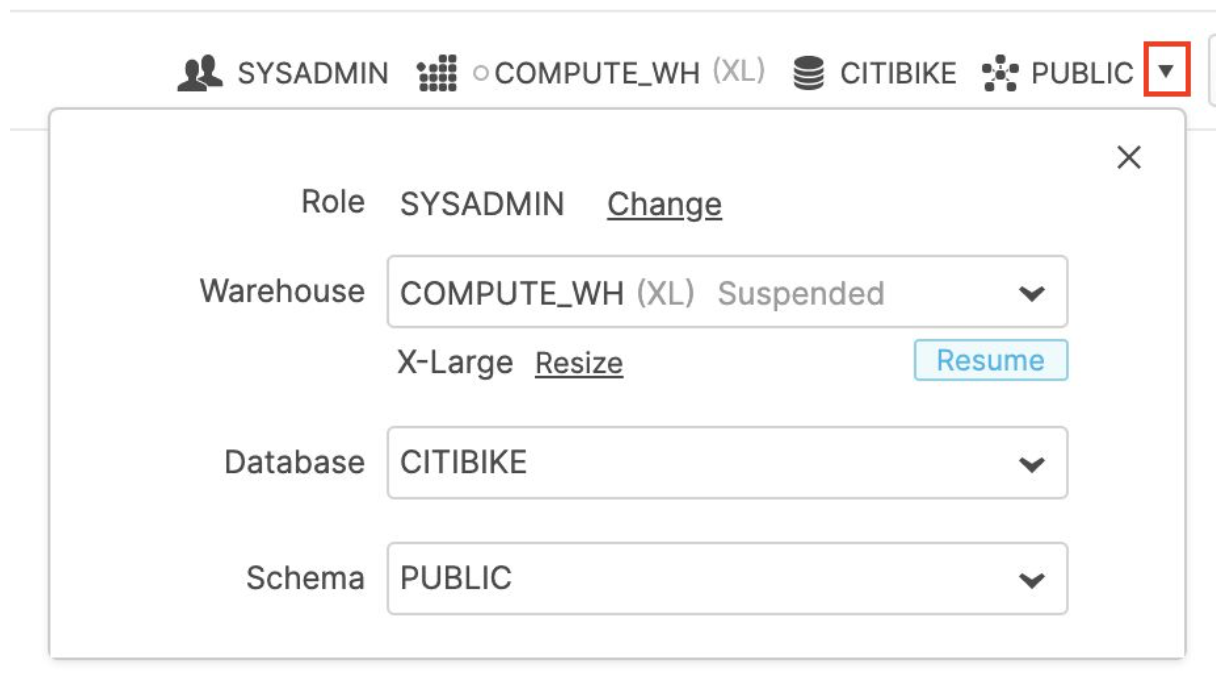 SYSADMIN COMPUTE_WH (XL) CITIBIKE PUBLIC
Role SYSADMIN Change
Warehouse COMPUTE_WH (XL) Suspended
X-Large Resize Resume
Database CITIBIKE
Schema PUBLIC